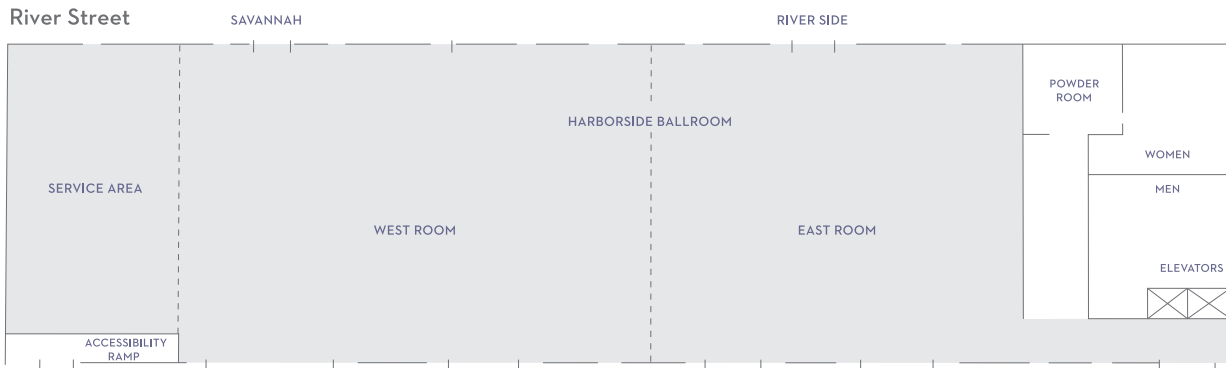 River Street
SAVANNAH
RIVER SIDE
POWDER
ROOM
HARBORSIDE BALLROOM
WOMEN
SERVICE AREA
MEN
WEST ROOM
EAST ROOM
ELEVATORS
ACCESSIBILITY
RAMP